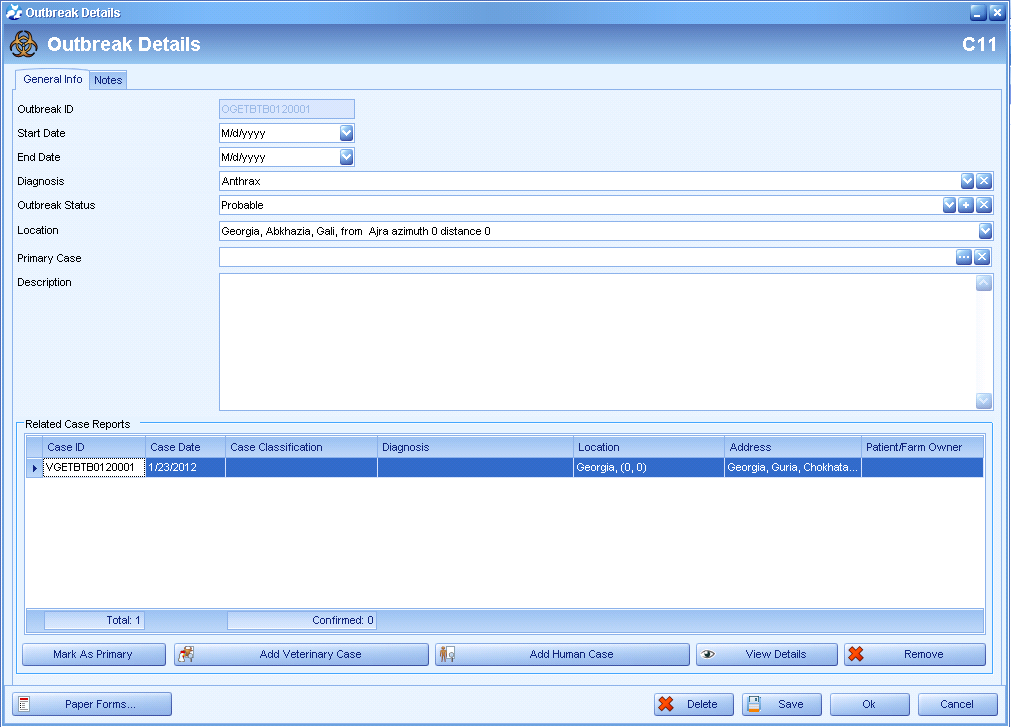 Outbreak Details
Outbreak Details C11
General Info Notes
Outbreak ID OGETBTB0120001
Start Date M/d/yyyy
End Date M/d/yyyy
Diagnosis Anthrax
Outbreak Status Probable
Location Georgia, Abkhazia, Gali, from Ajra azimuth 0 distance 0
Primary Case
Description
Related Case Reports
Case ID Case Date Case Classification Diagnosis Location Address Patient/Farm Owner
VGETBTB0120001 1/23/2012 Georgia, (0, 0) Georgia, Guria, Chokhata...
Total: 1 Confirmed: 0
Mark As Primary Add Veterinary Case Add Human Case View Details Remove
Paper Forms... Delete Save Ok Cancel